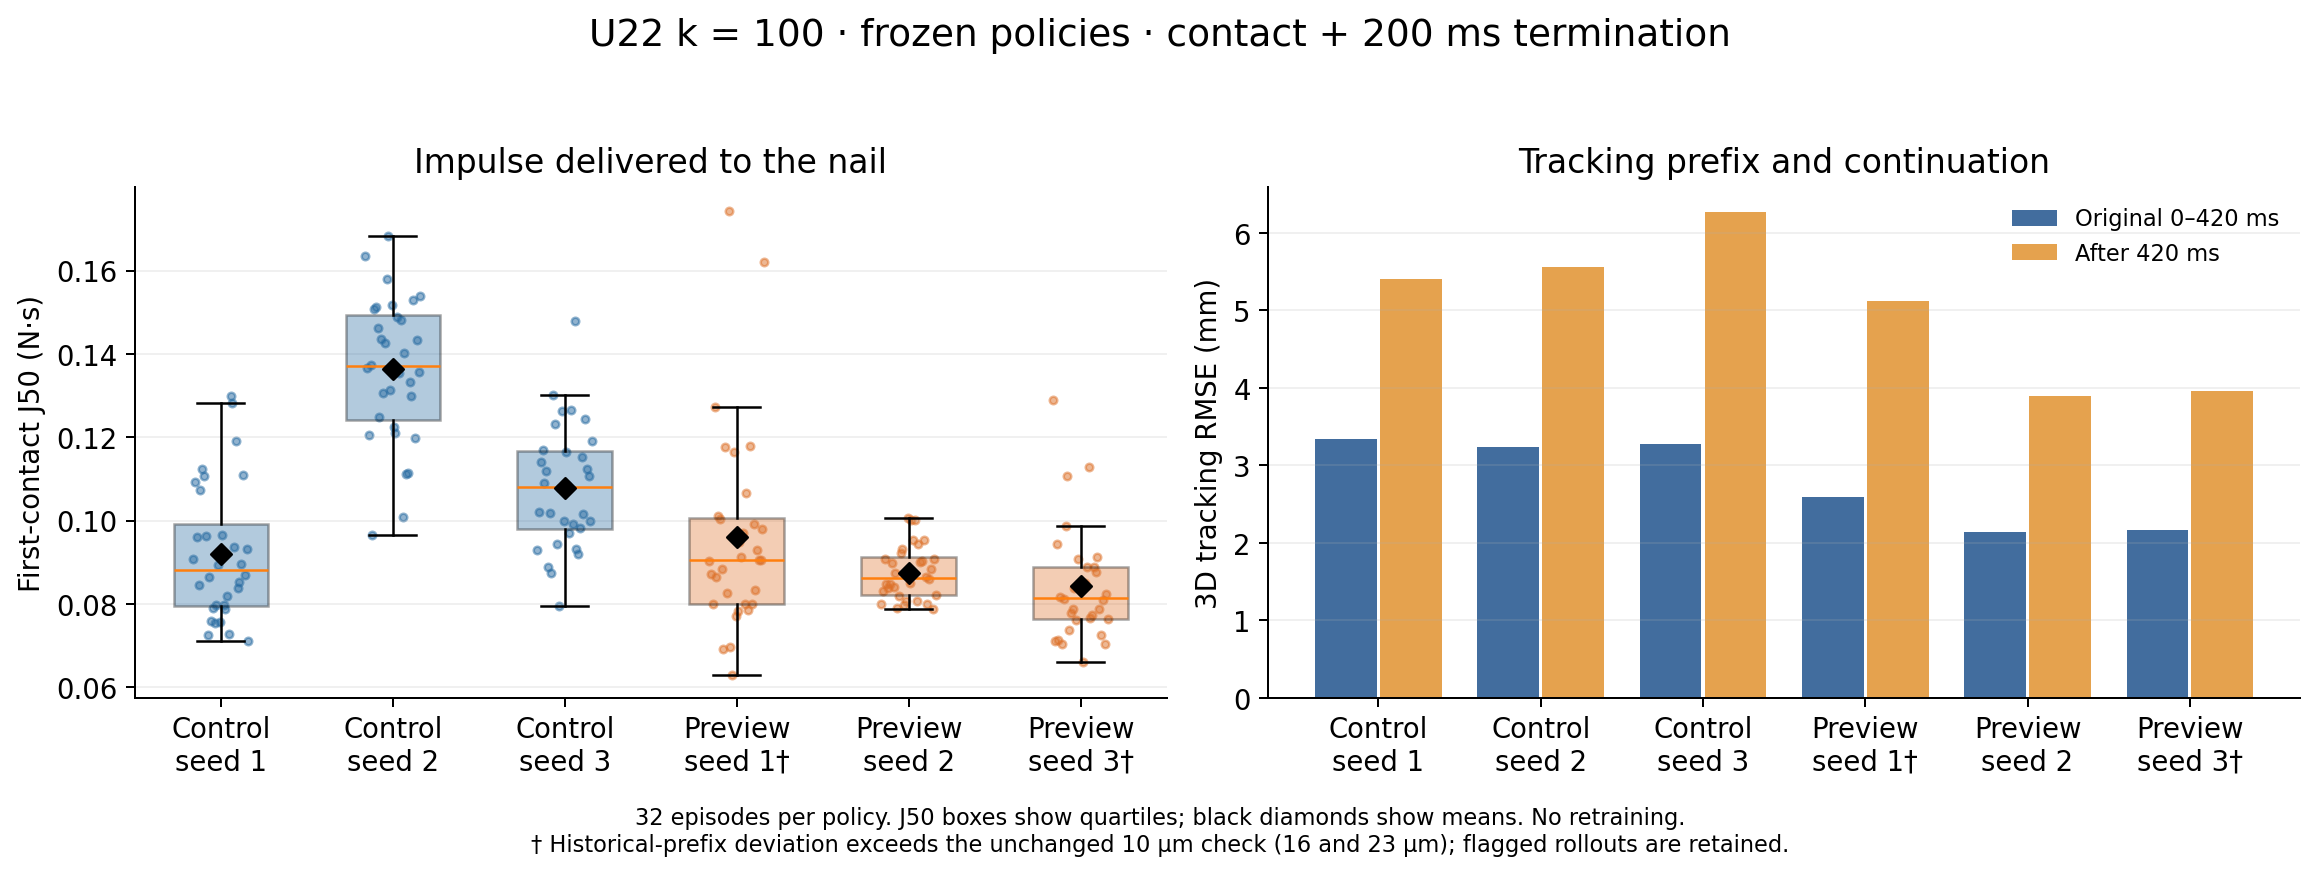 U22 k = 100 · frozen policies · contact + 200 ms termination
Impulse delivered to the nail
First-contact J50 (N·s)
0.16
0.14
0.12
0.10
0.08
0.06
Control
seed 1
Control
seed 2
Control
seed 3
Preview
seed 1†
Preview
seed 2
Preview
seed 3†
Tracking prefix and continuation
3D tracking RMSE (mm)
6
5
4
3
2
1
0
Original 0–420 ms
After 420 ms
Control
seed 1
Control
seed 2
Control
seed 3
Preview
seed 1†
Preview
seed 2
Preview
seed 3†
32 episodes per policy. J50 boxes show quartiles; black diamonds show means. No retraining.
† Historical-prefix deviation exceeds the unchanged 10 µm check (16 and 23 µm); flagged rollouts are retained.